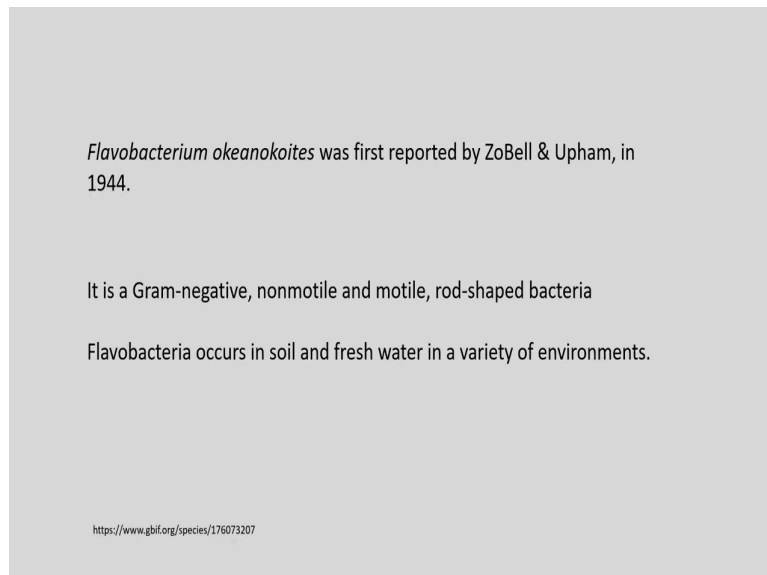 Flavobacterium okeanokoites was first reported by ZoBell & Upham, in
1944.
It is a Gram-negative, nonmotile and motile, rod-shaped bacteria
Flavobacteria occurs in soil and fresh water in a variety of environments.
https://www.gbif.org/species/176073207